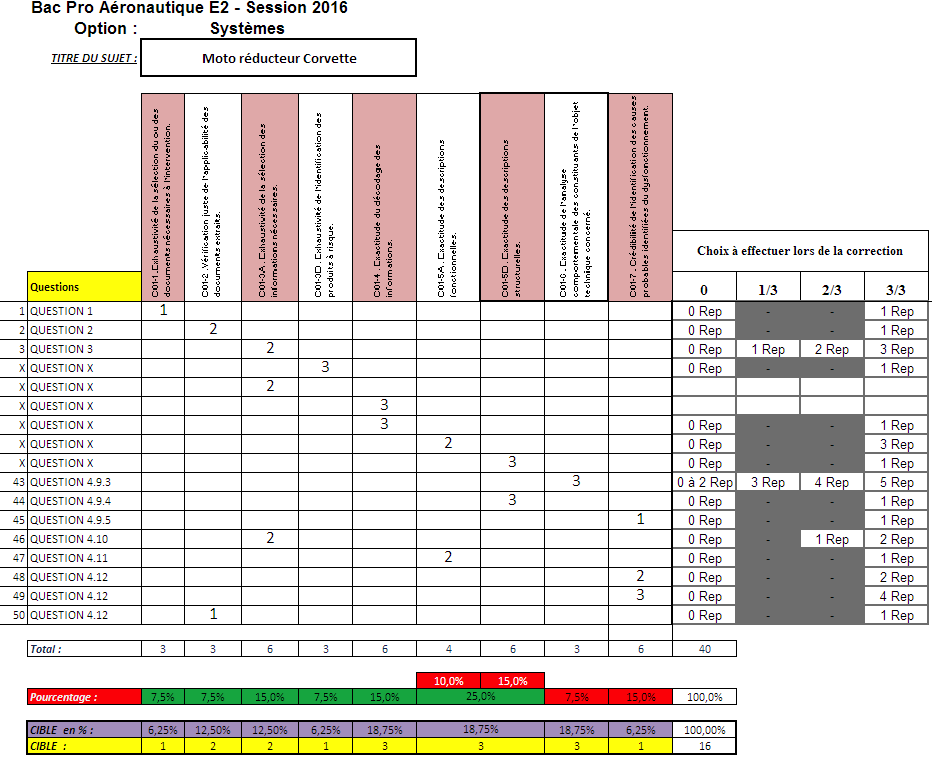 Bac Pro Aéronautique E2 - Session 2016
Option : Systèmes
TITRE DU SUJET : Moto réducteur Corvette
C01-1 . Exhaustivité de la sélection du ou des documents nécessaires à l'intervention.
C01-2 . Vérification juste de l'applicabilité des documents extraits.
C01-3A . Exhaustivité de la sélection des informations nécessaires.
C01-3B . Exhaustivité de l'identification des produits à risque.
C01-4 . Exactitude du décodage des informations.
C01-5A . Exactitude des descriptions fonctionnelles.
C01-5B . Exactitude des descriptions structurelles.
C01-6 . Exactitude de l'analyse comportementale des constituants de l'objet technique concerné.
C01-7 . Crédibilité de l'identification des causes probables identifiées du dysfonctionnement.
Choix à effectuer lors de la correction
Questions 0 1/3 2/3 3/3
1 QUESTION 1 1 0 Rep - - 1 Rep
2 QUESTION 2 2 0 Rep - - 1 Rep
3 QUESTION 3 2 0 Rep 1 Rep 2 Rep 3 Rep
X QUESTION X 3 0 Rep - - 1 Rep
X QUESTION X 2
X QUESTION X 3
X QUESTION X 3 0 Rep - - 1 Rep
X QUESTION X 2 0 Rep - - 3 Rep
X QUESTION X 3 0 Rep - - 1 Rep
43 QUESTION 4.9.3 3 0 à 2 Rep 3 Rep 4 Rep 5 Rep
44 QUESTION 4.9.4 3 0 Rep - - 1 Rep
45 QUESTION 4.9.5 1 0 Rep - - 1 Rep
46 QUESTION 4.10 2 0 Rep - 1 Rep 2 Rep
47 QUESTION 4.11 2 0 Rep - - 1 Rep
48 QUESTION 4.12 2 0 Rep - - 2 Rep
49 QUESTION 4.12 3 0 Rep - - 4 Rep
50 QUESTION 4.12 1 0 Rep - - 1 Rep
Total : 3 3 6 3 6 4 6 3 6 40
10,0% 15,0%
Pourcentage : 7,5% 7,5% 15,0% 7,5% 15,0% 25,0% 7,5% 15,0% 100,0%
CIBLE en % : 6,25% 12,50% 12,50% 6,25% 18,75% 18,75% 18,75% 6,25% 100,00%
CIBLE : 1 2 2 1 3 3 3 1 16